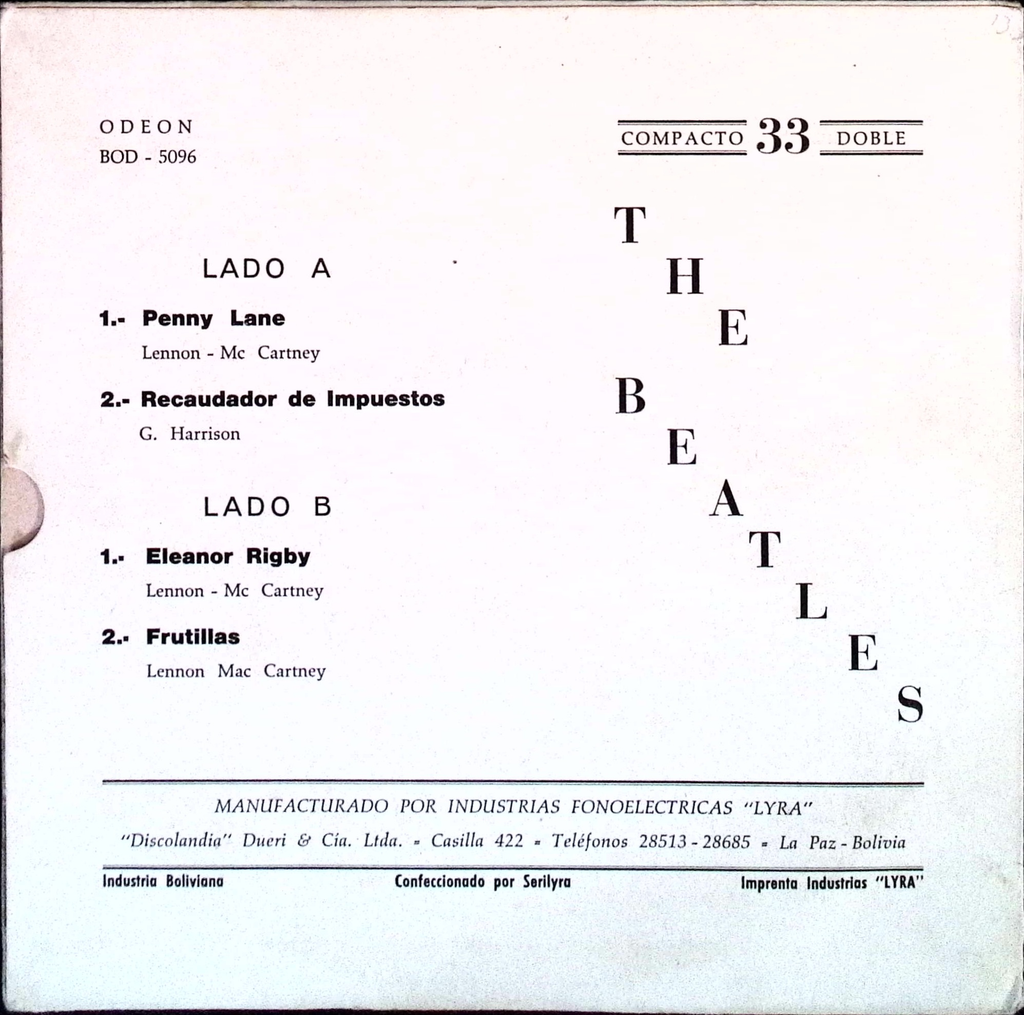 ODEON
BOD - 5096
COMPACTO 33 DOBLE
LADO A
1.- Penny Lane
Lennon - Mc Cartney
2.- Recaudador de Impuestos
G. Harrison
LADO B
1.- Eleanor Rigby
Lennon - Mc Cartney
2.- Frutillas
Lennon Mac Cartney
THE
BEATLES
MANUFACTURADO POR INDUSTRIAS FONOELECTRICAS "LYRA"
"Discolandia" Dueri & Cía. Ltda. - Casilla 422 - Teléfonos 28513 - 28685 - La Paz - Bolivia
Industria Boliviana Confeccionado por Serilyra Imprenta Industrias "LYRA"